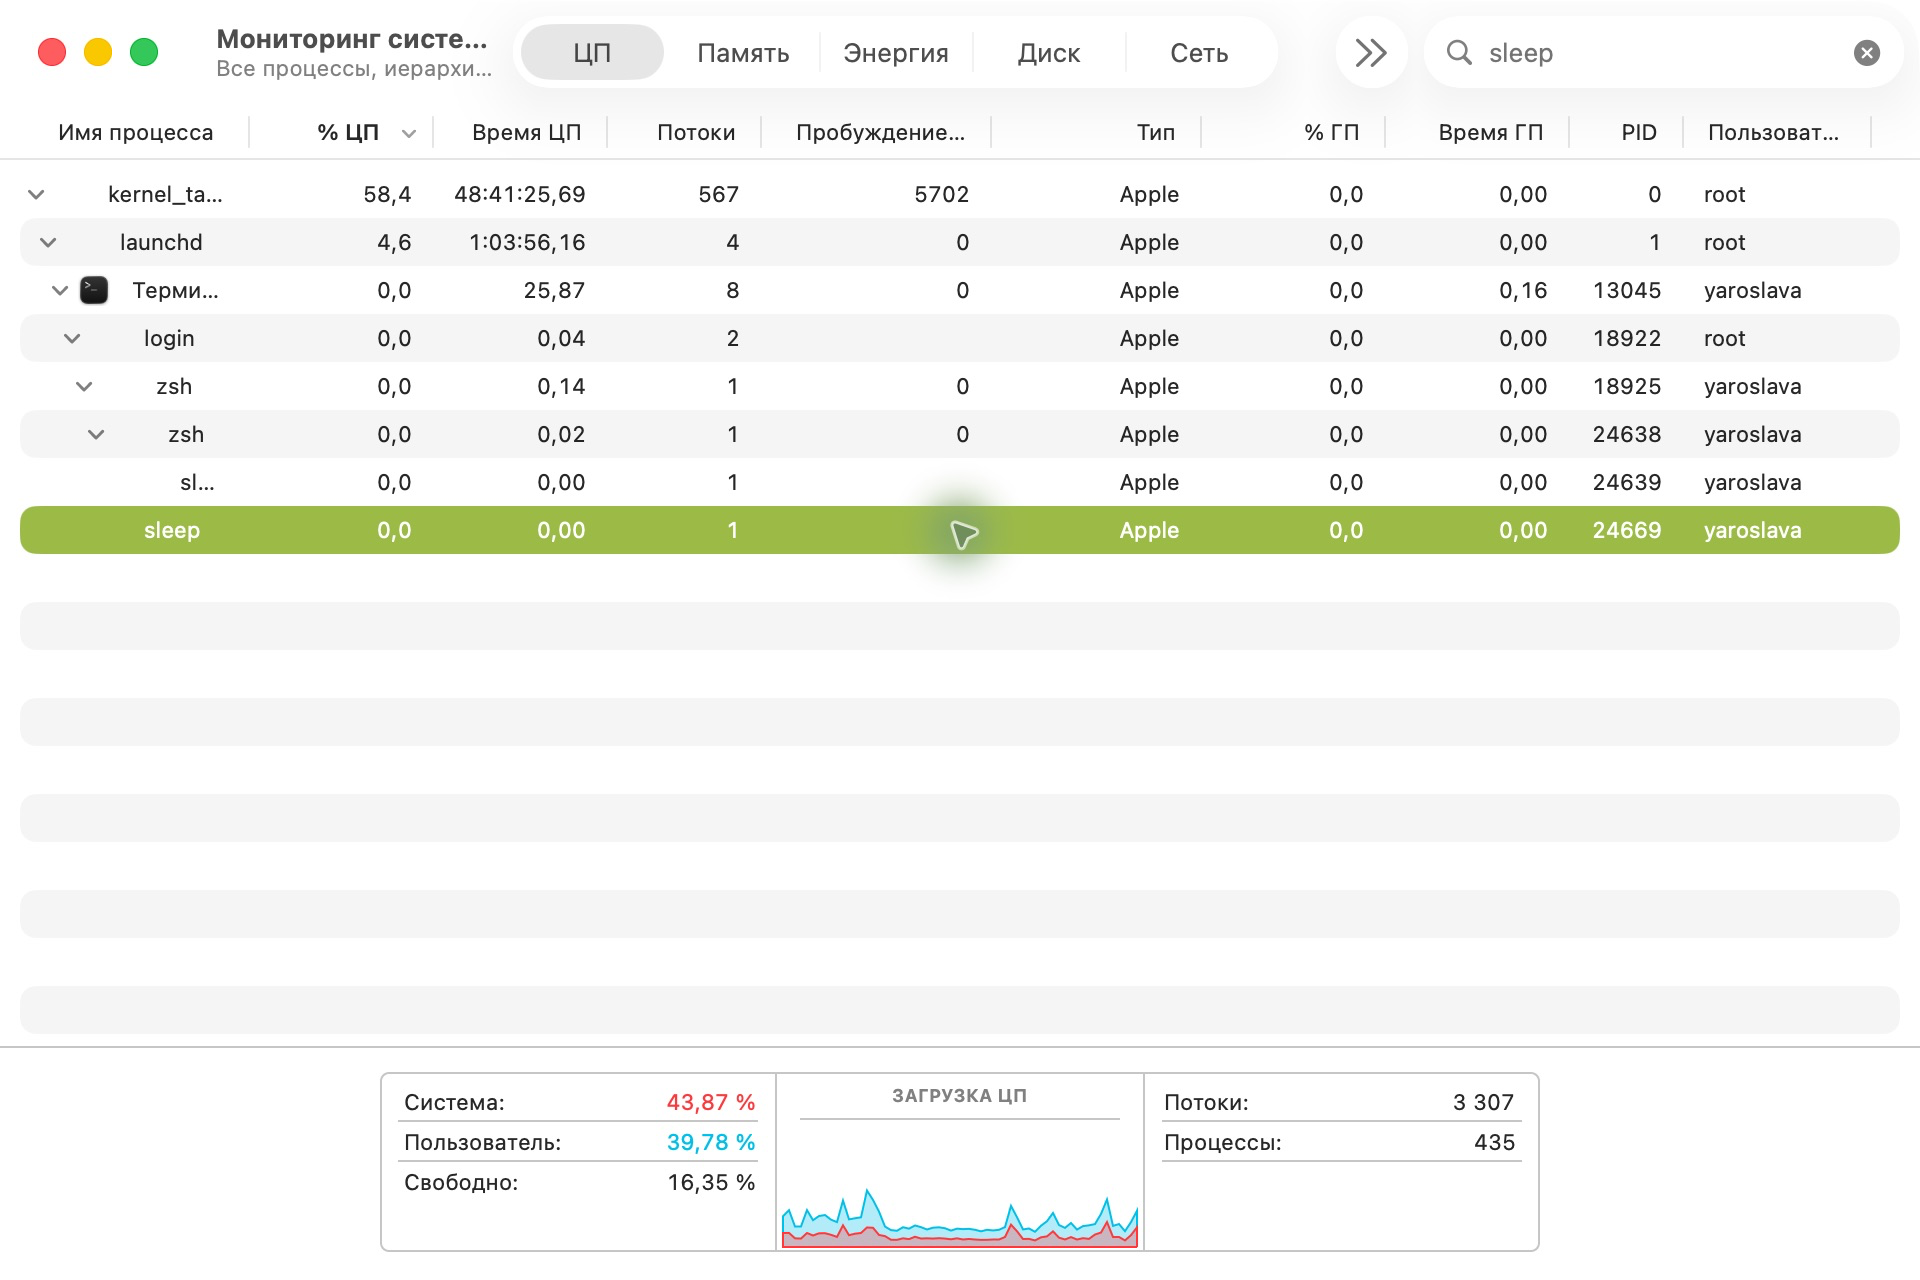 Мониторинг систе...
Все процессы, иерархи...
ЦП Память Энергия Диск Сеть
sleep
Имя процесса % ЦП Время ЦП Потоки Пробуждение... Тип % ГП Время ГП PID Пользоват...
kernel_ta... 58,4 48:41:25,69 567 5702 Apple 0,0 0,00 0 root
launchd 4,6 1:03:56,16 4 0 Apple 0,0 0,00 1 root
Терми... 0,0 25,87 8 0 Apple 0,0 0,16 13045 yaroslava
login 0,0 0,04 2 Apple 0,0 0,00 18922 root
zsh 0,0 0,14 1 0 Apple 0,0 0,00 18925 yaroslava
zsh 0,0 0,02 1 0 Apple 0,0 0,00 24638 yaroslava
sl... 0,0 0,00 1 Apple 0,0 0,00 24639 yaroslava
sleep 0,0 0,00 1 Apple 0,0 0,00 24669 yaroslava
Система: 43,87 %
Пользователь: 39,78 %
Свободно: 16,35 %
ЗАГРУЗКА ЦП
Потоки: 3 307
Процессы: 435